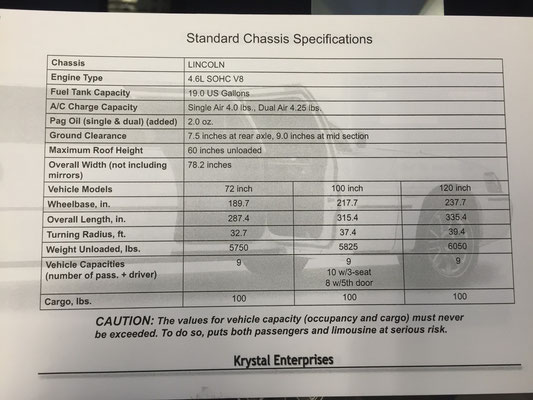 Standard Chassis Specifications
Chassis LINCOLN
Engine Type 4.6L SOHC V8
Fuel Tank Capacity 19.0 US Gallons
A/C Charge Capacity Single Air 4.0 lbs.; Dual Air 4.25 lbs.
Pag Oil (single & dual) (added) 2.0 oz.
Ground Clearance 7.5 inches at rear axle, 9.0 inches at mid section
Maximum Roof Height 60 inches unloaded
Overall Width (not including 78.2 inches
mirrors)
Vehicle Models 72 inch 100 inch 120 inch
Wheelbase, in. 189.7 217.7 237.7
Overall Length, in. 287.4 315.4 335.4
Turning Radius, ft. 32.7 37.4 39.4
Weight Unloaded, lbs. 5750 5825 6050
Vehicle Capacities 9 9 9
(number of pass. + driver) 10 w/3-seat
8 w/5th door
Cargo, lbs. 100 100 100
CAUTION: The values for vehicle capacity (occupancy and cargo) must never
be exceeded. To do so, puts both passengers and limousine at serious risk.
Krystal Enterprises